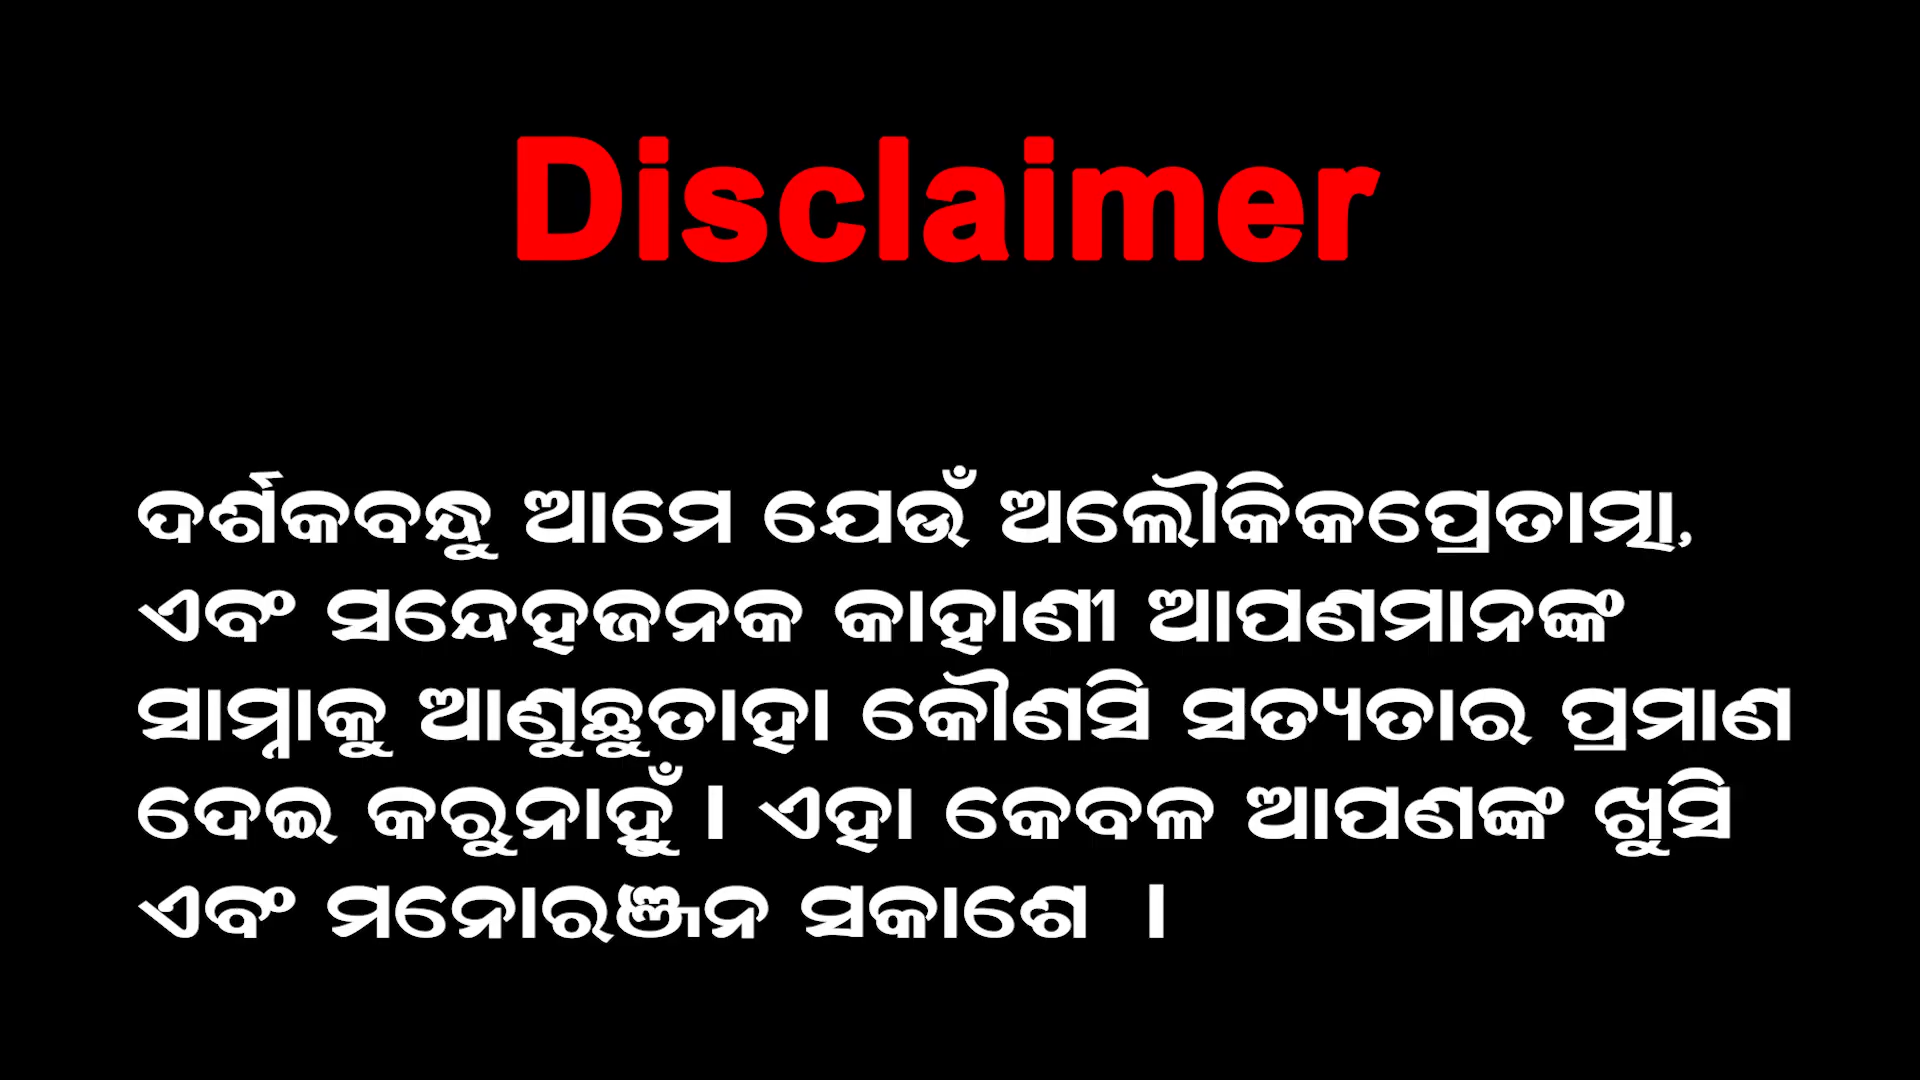 Disclaimer
ଦର୍ଶକବନ୍ଧୁ ଆମେ ଯେଉଁ ଅଲୌକିକପ୍ରେତାତ୍ମା,
ଏବଂ ସନ୍ଦେହଜନକ କାହାଣୀ ଆପଣମାନଙ୍କ
ସାମ୍ନାକୁ ଆଣୁଛୁତାହା କୌଣସି ସତ୍ୟତାର ପ୍ରମାଣ
ଦେଇ କରୁନାହୁଁ । ଏହା କେବଳ ଆପଣଙ୍କ ଖୁସି
ଏବଂ ମନୋରଞ୍ଜନ ସକାଶେ ।